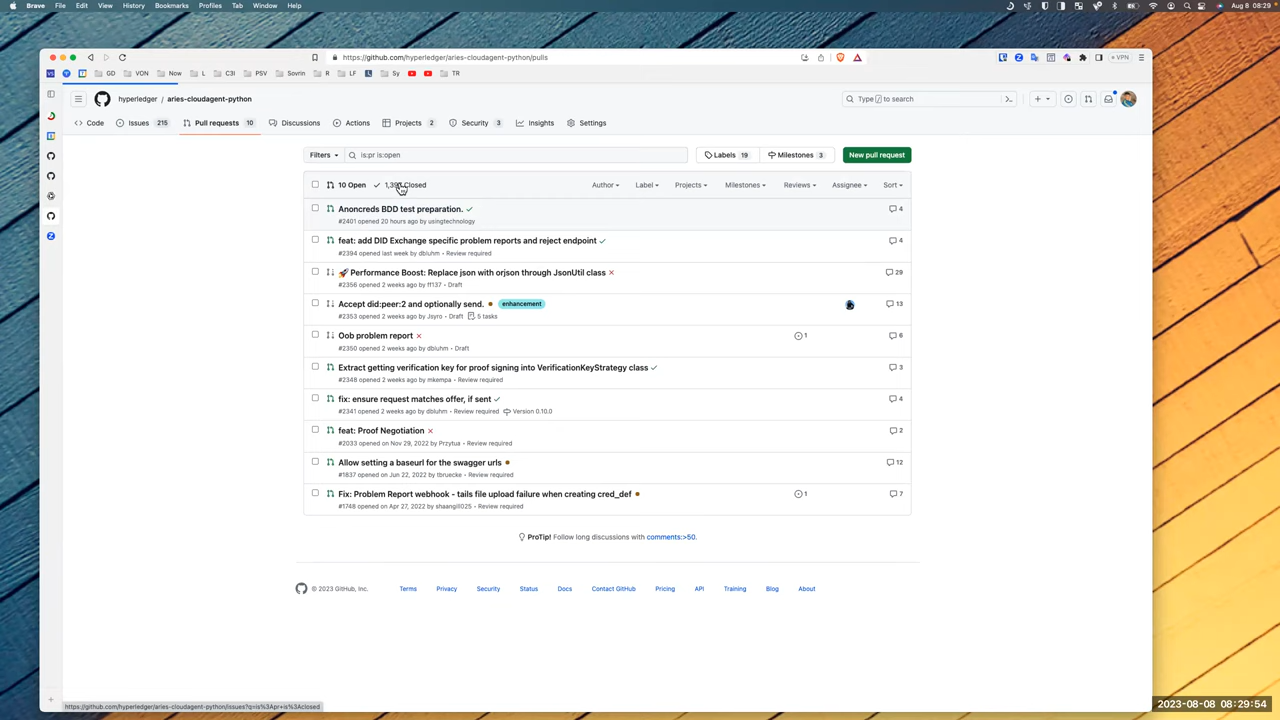 Brave File Edit View History Bookmarks Profiles Tab Window Help
Aug 8 08:29
https://github.com/hyperledger/aries-cloudagent-python/pulls
VPN
GD VON Now L C3I PSV Sovrin R LF Sy TR
hyperledger / aries-cloudagent-python
Type / to search
Code Issues 215 Pull requests 10 Discussions Actions Projects 2 Security 3 Insights Settings
Filters is:pr is:open Labels 19 Milestones 3 New pull request
10 Open Closed Author Label Projects Milestones Reviews Assignee Sort
Anoncreds BDD test preparation. 4
#2401 opened 20 hours ago by usingtechnology
feat: add DID Exchange specific problem reports and reject endpoint 4
#2394 opened last week by dbluhm • Review required
🚀 Performance Boost: Replace json with orjson through JsonUtil class 29
#2356 opened 2 weeks ago by ff137 • Draft
Accept did:peer:2 and optionally send. enhancement 13
#2353 opened 2 weeks ago by Jsyro • Draft 5 tasks
Oob problem report 1 6
#2350 opened 2 weeks ago by dbluhm • Draft
Extract getting verification key for proof signing into VerificationKeyStrategy class 3
#2348 opened 2 weeks ago by mkempa • Review required
fix: ensure request matches offer, if sent 4
#2341 opened 2 weeks ago by dbluhm • Review required Version 0.10.0
feat: Proof Negotiation 2
#2033 opened on Nov 29, 2022 by Przytua • Review required
Allow setting a baseurl for the swagger urls 12
#1837 opened on Jun 22, 2022 by tbruecke • Review required
Fix: Problem Report webhook - tails file upload failure when creating cred_def 1 7
#1748 opened on Apr 27, 2022 by shaangill025 • Review required
ProTip! Follow long discussions with comments:>50.
© 2023 GitHub, Inc. Terms Privacy Security Status Docs Contact GitHub Pricing API Training Blog About
https://github.com/hyperledger/aries-cloudagent-python/issues?q=is%3Apr+is%3Aclosed
2023-08-08 08:29:54